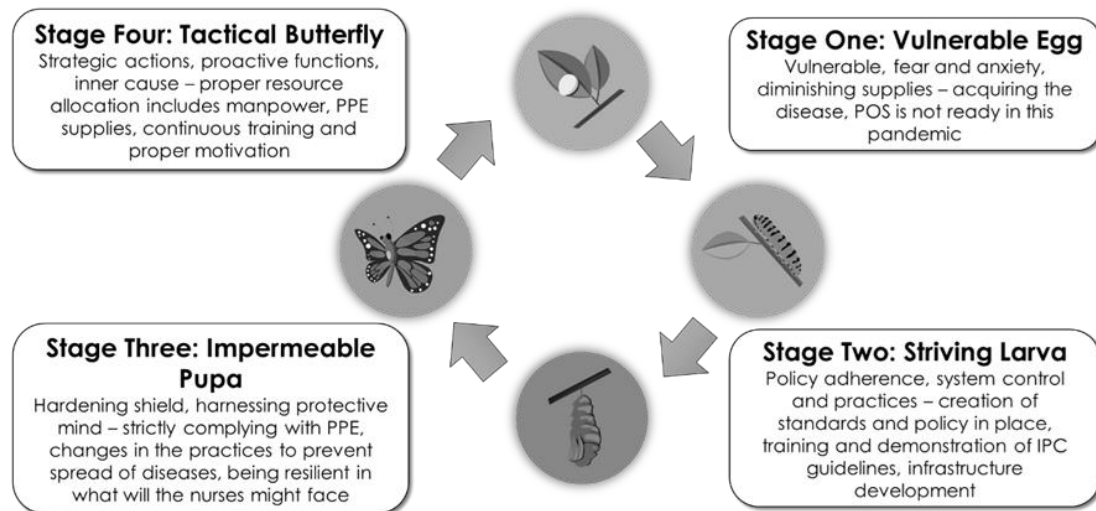 Stage Four: Tactical Butterfly
Strategic actions, proactive functions,
inner cause – proper resource
allocation includes manpower, PPE
supplies, continuous training and
proper motivation
Stage One: Vulnerable Egg
Vulnerable, fear and anxiety,
diminishing supplies – acquiring the
disease, POS is not ready in this
pandemic
Stage Three: Impermeable
Pupa
Hardening shield, harnessing protective
mind – strictly complying with PPE,
changes in the practices to prevent
spread of diseases, being resilient in
what will the nurses might face
Stage Two: Striving Larva
Policy adherence, system control
and practices – creation of
standards and policy in place,
training and demonstration of IPC
guidelines, infrastructure
development